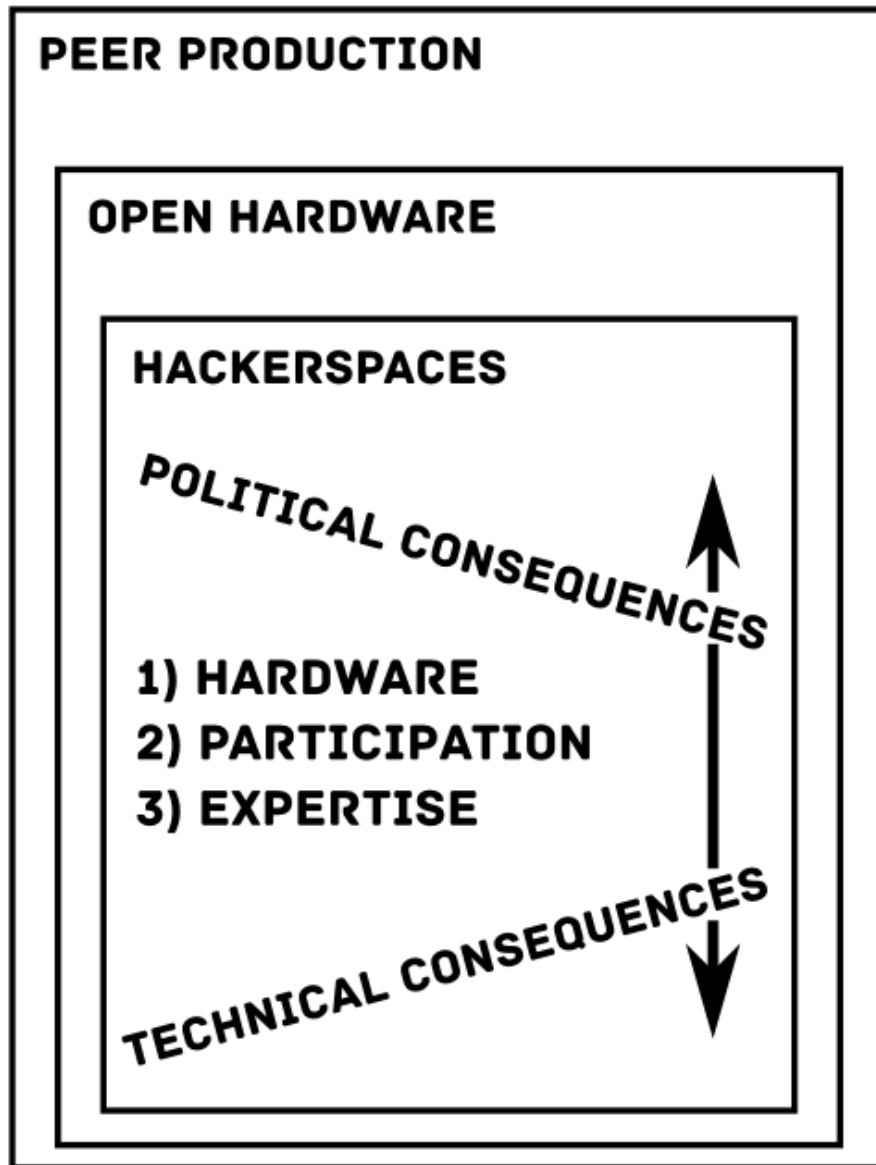 PEER PRODUCTION
OPEN HARDWARE
HACKERSPACES
POLITICAL CONSEQUENCES
1) HARDWARE
2) PARTICIPATION
3) EXPERTISE
TECHNICAL CONSEQUENCES